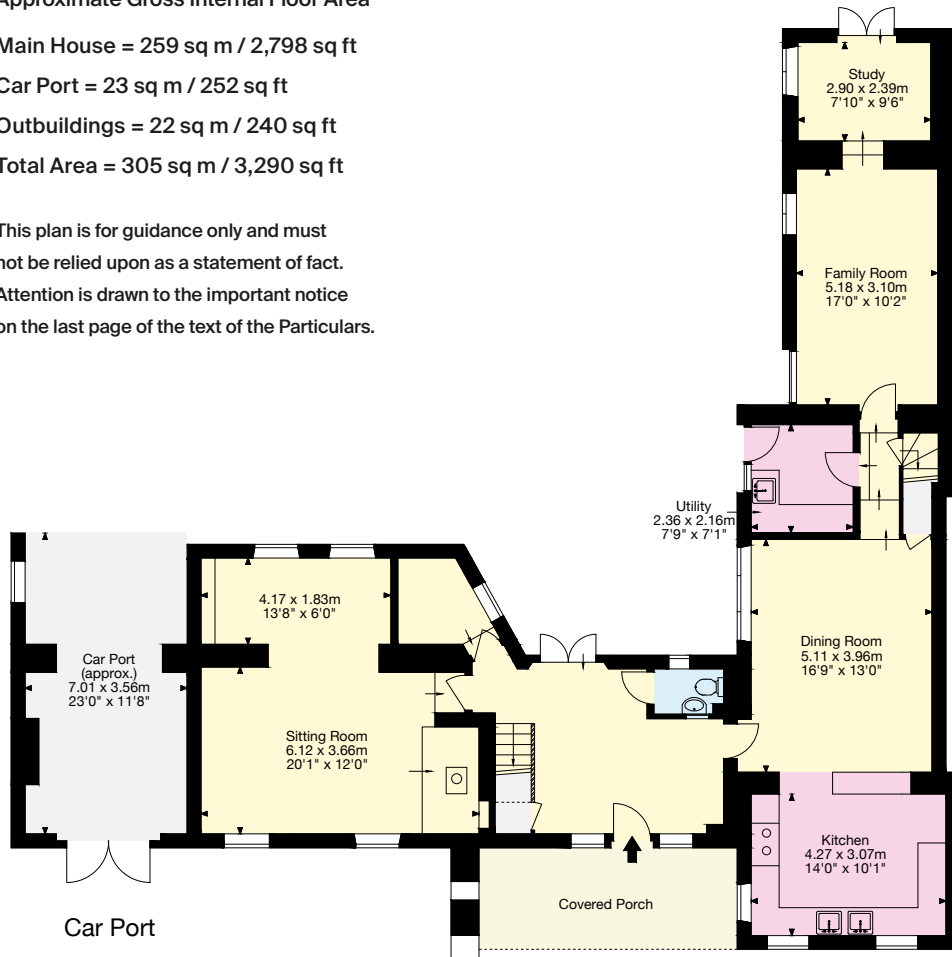 Approximate Gross Internal Floor Area
Main House = 259 sq m / 2,798 sq ft
Car Port = 23 sq m / 252 sq ft
Outbuildings = 22 sq m / 240 sq ft
Total Area = 305 sq m / 3,290 sq ft
This plan is for guidance only and must
not be relied upon as a statement of fact.
Attention is drawn to the important notice
on the last page of the text of the Particulars.
Study
2.90 x 2.39m
7'10" x 9'6"
Family Room
5.18 x 3.10m
17'0" x 10'2"
Utility
2.36 x 2.16m
7'9" x 7'1"
4.17 x 1.83m
13'8" x 6'0"
Car Port
(approx.)
7.01 x 3.56m
23'0" x 11'8"
Sitting Room
6.12 x 3.66m
20'1" x 12'0"
Dining Room
5.11 x 3.96m
16'9" x 13'0"
Kitchen
4.27 x 3.07m
14'0" x 10'1"
Covered Porch
Car Port